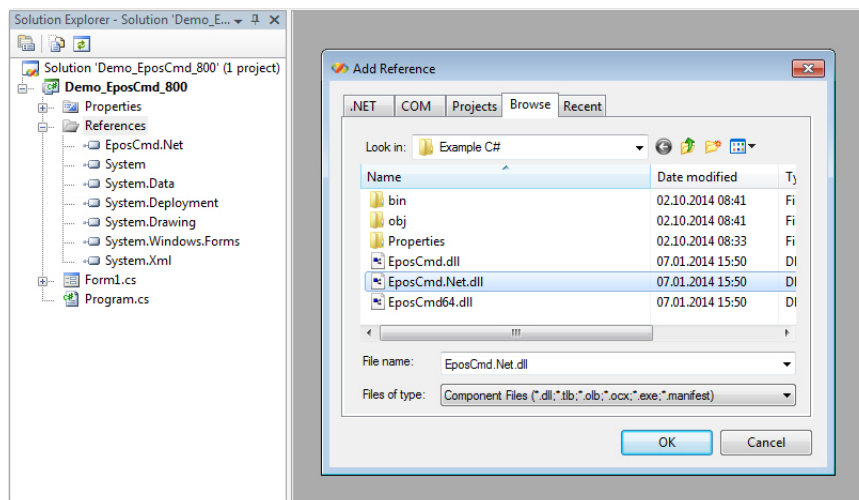 Solution Explorer - Solution 'Demo_E...
Solution 'Demo_EposCmd_800' (1 project)
Demo_EposCmd_800
Properties
References
EposCmd.Net
System
System.Data
System.Deployment
System.Drawing
System.Windows.Forms
System.Xml
Form1.cs
Program.cs
Add Reference
.NET COM Projects Browse Recent
Look in: Example C#
Name Date modified Ty
bin 02.10.2014 08:41 Fi
obj 02.10.2014 08:41 Fi
Properties 02.10.2014 08:33 Fi
EposCmd.dll 07.01.2014 15:50 DI
EposCmd.Net.dll 07.01.2014 15:50 DI
EposCmd64.dll 07.01.2014 15:50 DI
File name: EposCmd.Net.dll
Files of type: Component Files (*.dll;*.tlb;*.olb;*.ocx;*.exe;*.manifest)
OK Cancel